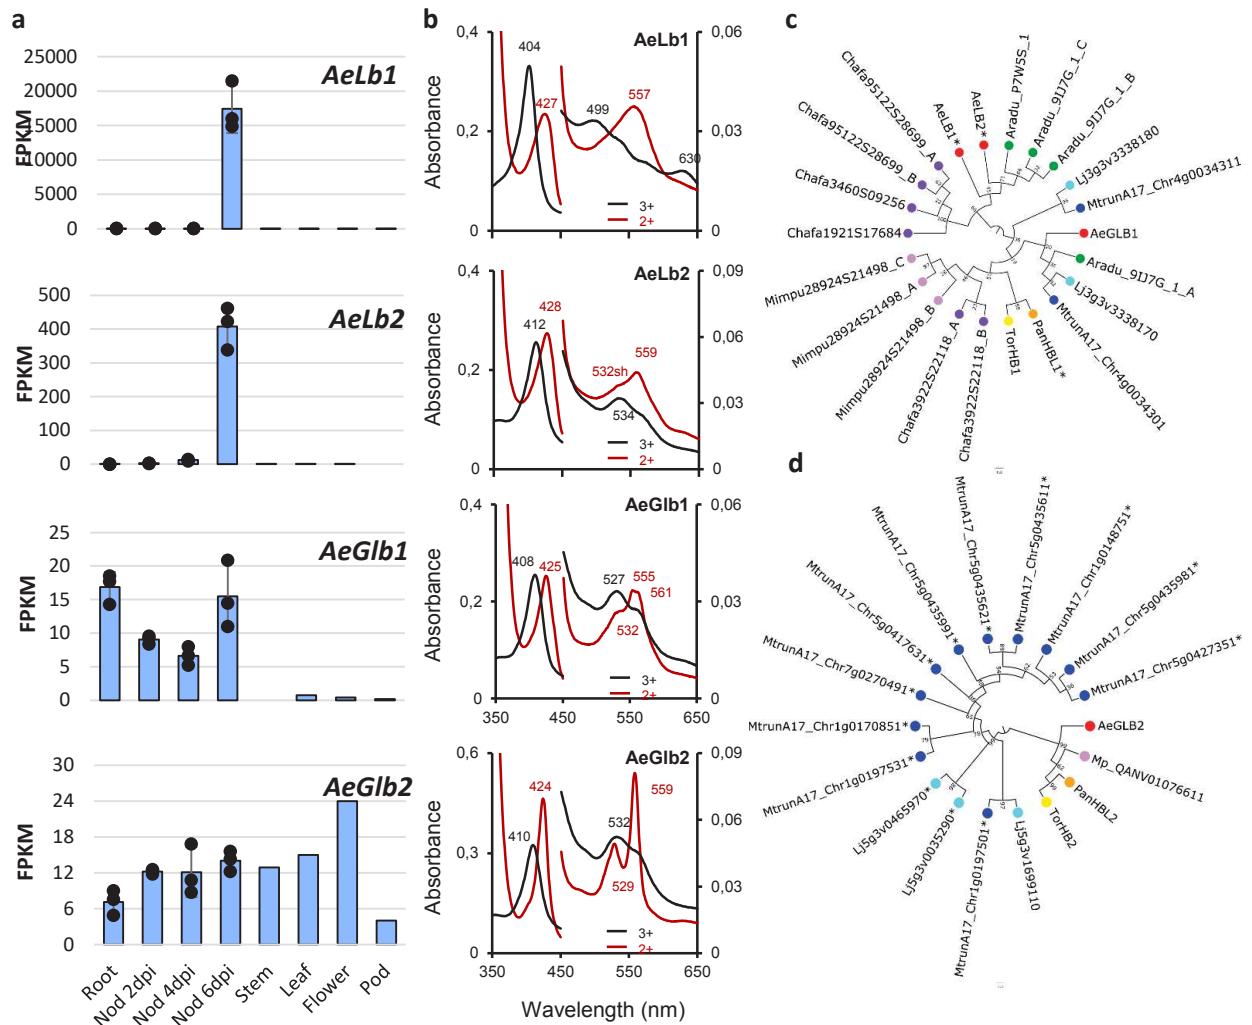 a
FPKM
25000
20000
15000
10000
5000
0
AeLb1
FPKM
500
400
300
200
100
0
AeLb2
FPKM
25
20
15
10
5
0
AeGlb1
FPKM
30
24
18
12
6
0
AeGlb2
Root
Nod 2dpi
Nod 4dpi
Nod 6dpi
Stem
Leaf
Flower
Pod
b
AeLb1
Absorbance
0,4
0,2
0
0,06
0,03
0
404
427
499
557
630
3+
2+
AeLb2
Absorbance
0,4
0,2
0
0,09
0,06
0,03
0
412
428
532sh
534
559
3+
2+
AeGlb1
Absorbance
0,4
0,2
0
0,06
0,03
0
408
425
527
532
555
561
3+
2+
350
450
550
650
AeGlb2
Absorbance
0,6
0,3
0
0,09
0,06
0,03
0
410
424
532
529
559
3+
2+
350
450
550
650
Wavelength (nm)
c
Chafa95122S28699_A
Chafa95122S28699_B
Chafa3460S09256
Chafa1921S17684
Mimpu28924S21498_C
Mimpu28924S21498_A
Mimpu28924S21498_B
Chafa3922S22118_A
Chafa3922S22118_B
TorHB1
PanHBL1*
MtrunA17_Chr4g0034301
Lj3g3v3338170
Aradu_9IJ7G_1_A
AeGLB1
MtrunA17_Chr4g0034311
Lj3g3v3338180
Aradu_9IJ7G_1_B
Aradu_9IJ7G_1_C
Aradu_P7W5S_1
AeLB2*
AeLB1*
d
MtrunA17_Chr5g0435611*
MtrunA17_Chr1g0148751*
MtrunA17_Chr5g0435981*
MtrunA17_Chr5g0427351*
AeGLB2
Mp_QANV01076611
PanHBL2
TorHB2
Lj5g3v1699110
MtrunA17_Chr1g0197501*
Lj5g3v0035290*
Lj5g3v0465970*
MtrunA17_Chr1g0197531*
MtrunA17_Chr1g0170851*
MtrunA17_Chr7g0270491*
MtrunA17_Chr5g0417631*
MtrunA17_Chr5g0435991*
MtrunA17_Chr5g0435621*